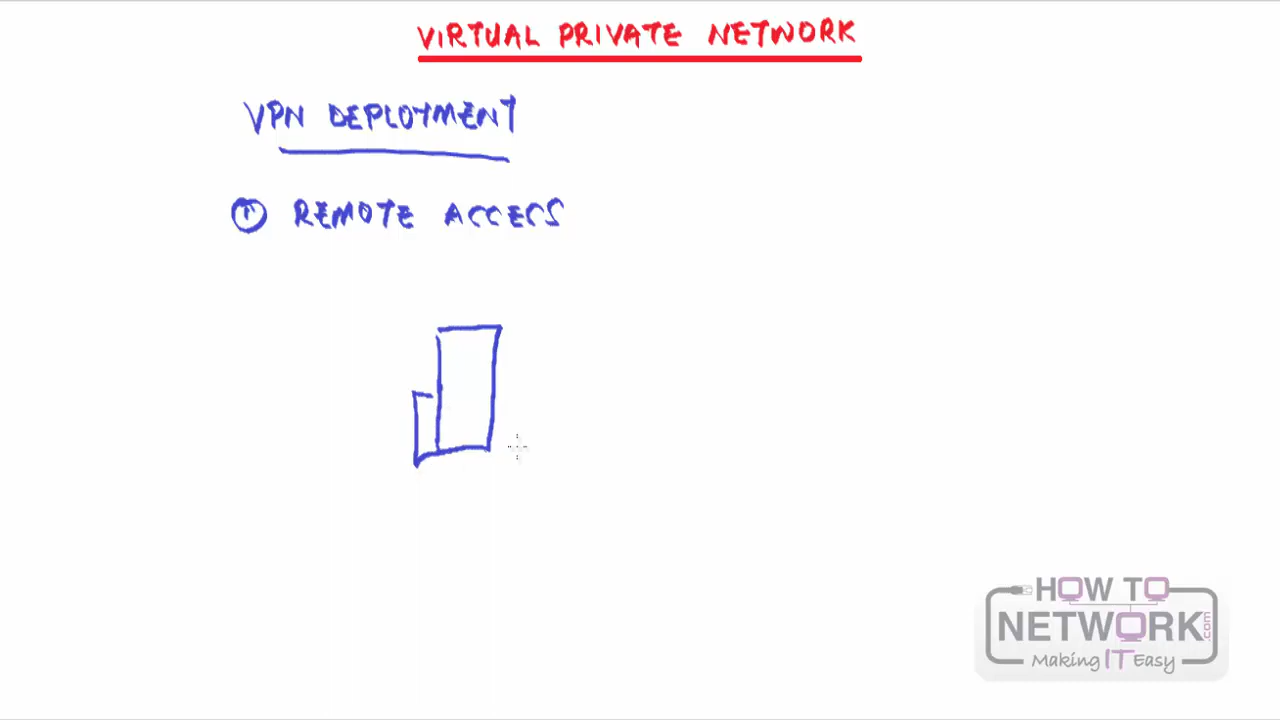 VIRTUAL PRIVATE NETWORK
VPN DEPLOYMENT
① REMOTE ACCESS
HOW TO
NETWORK.com
Making IT Easy